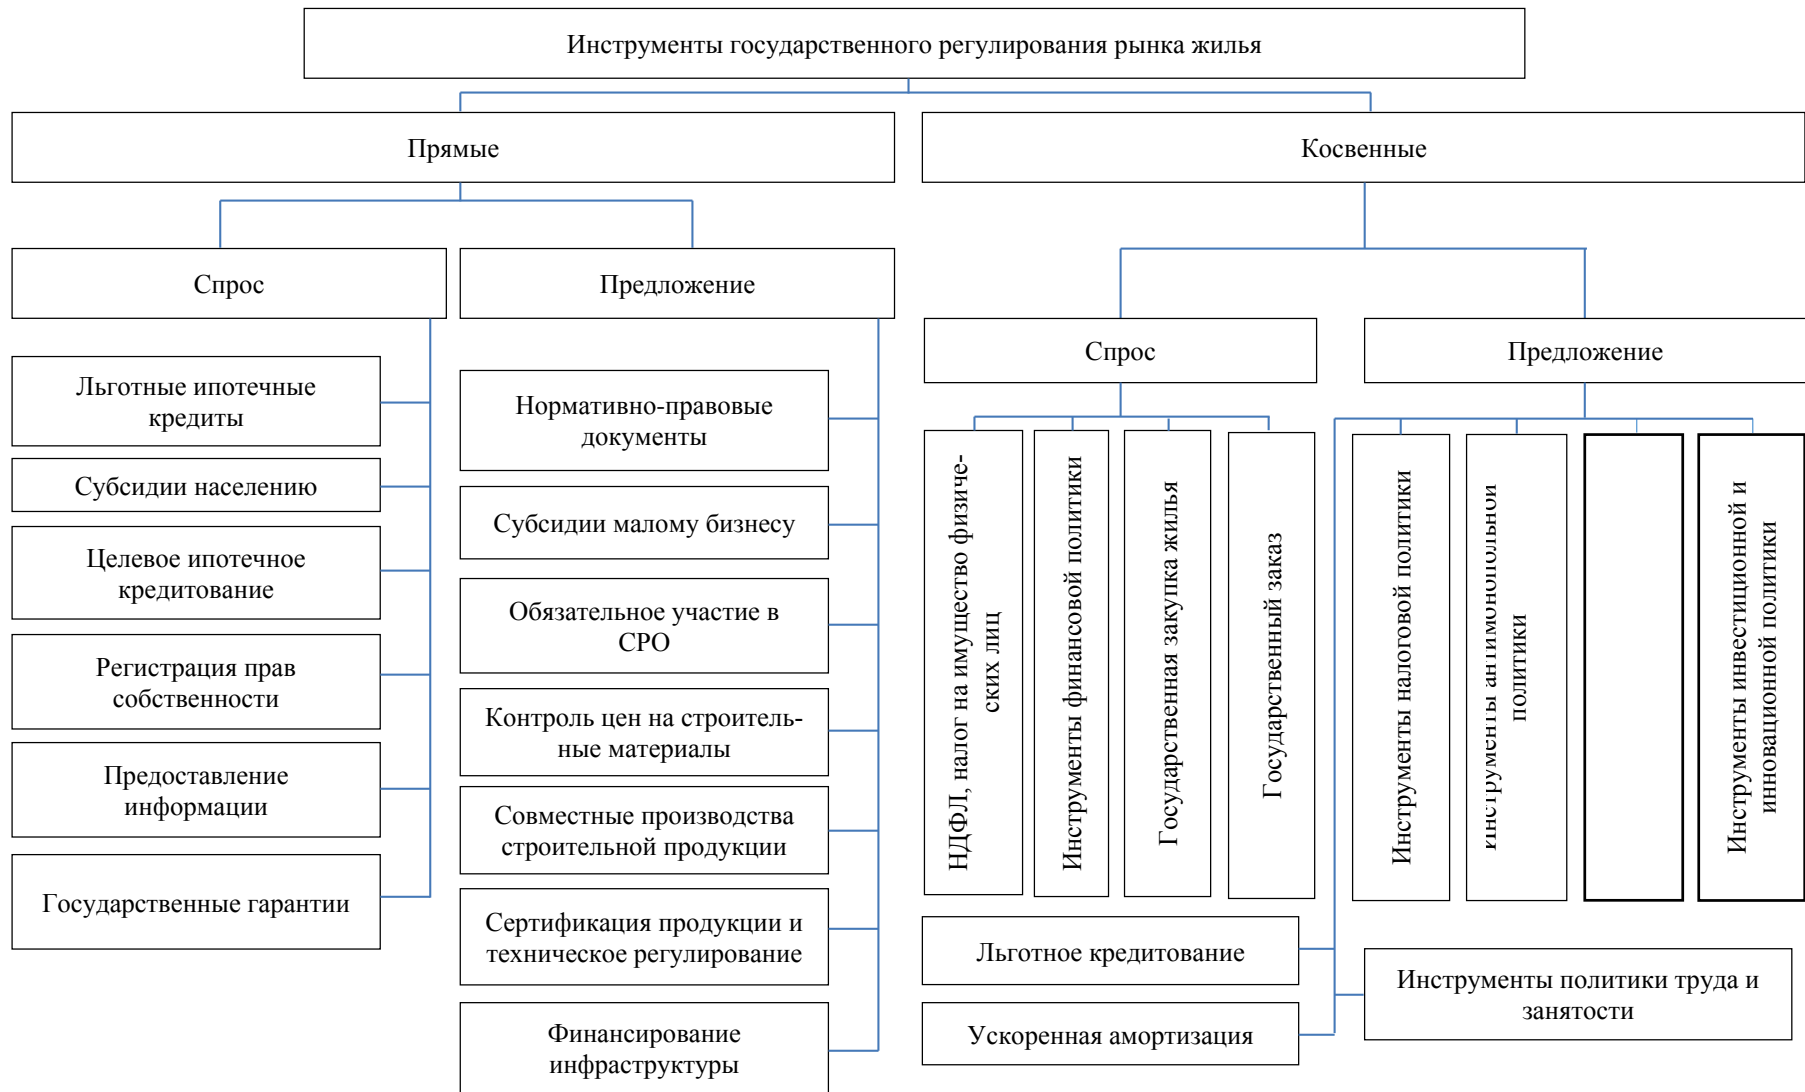 Инструменты государственного регулирования рынка жилья
Прямые
Косвенные
Спрос
Предложение
Льготные ипотечные
кредиты
Субсидии населению
Целевое ипотечное
кредитование
Регистрация прав
собственности
Предоставление
информации
Государственные гарантии
Нормативно-правовые
документы
Субсидии малому бизнесу
Обязательное участие в
СРО
Контроль цен на строитель-
ные материалы
Совместные производства
строительной продукции
Сертификация продукции и
техническое регулирование
Финансирование
инфраструктуры
Спрос
Предложение
НДФЛ, налог на имущество физиче-
ских лиц
Инструменты финансовой политики
Государственная закупка жилья
Государственный заказ
Инструменты налоговой политики
Инструменты антимонопольной
политики
Инструменты инвестиционной и
инновационной политики
Льготное кредитование
Ускоренная амортизация
Инструменты политики труда и
занятости